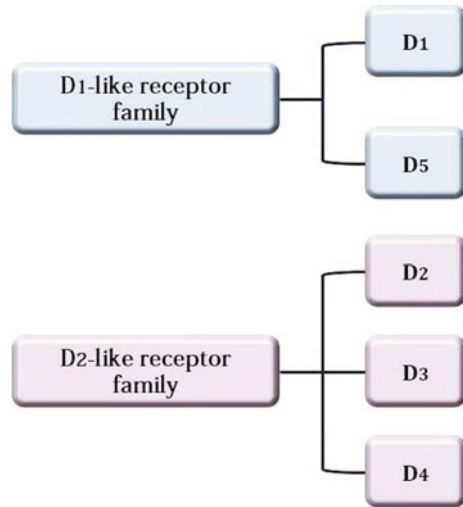 D1-like receptor
family
D1
D5
D2-like receptor
family
D2
D3
D4